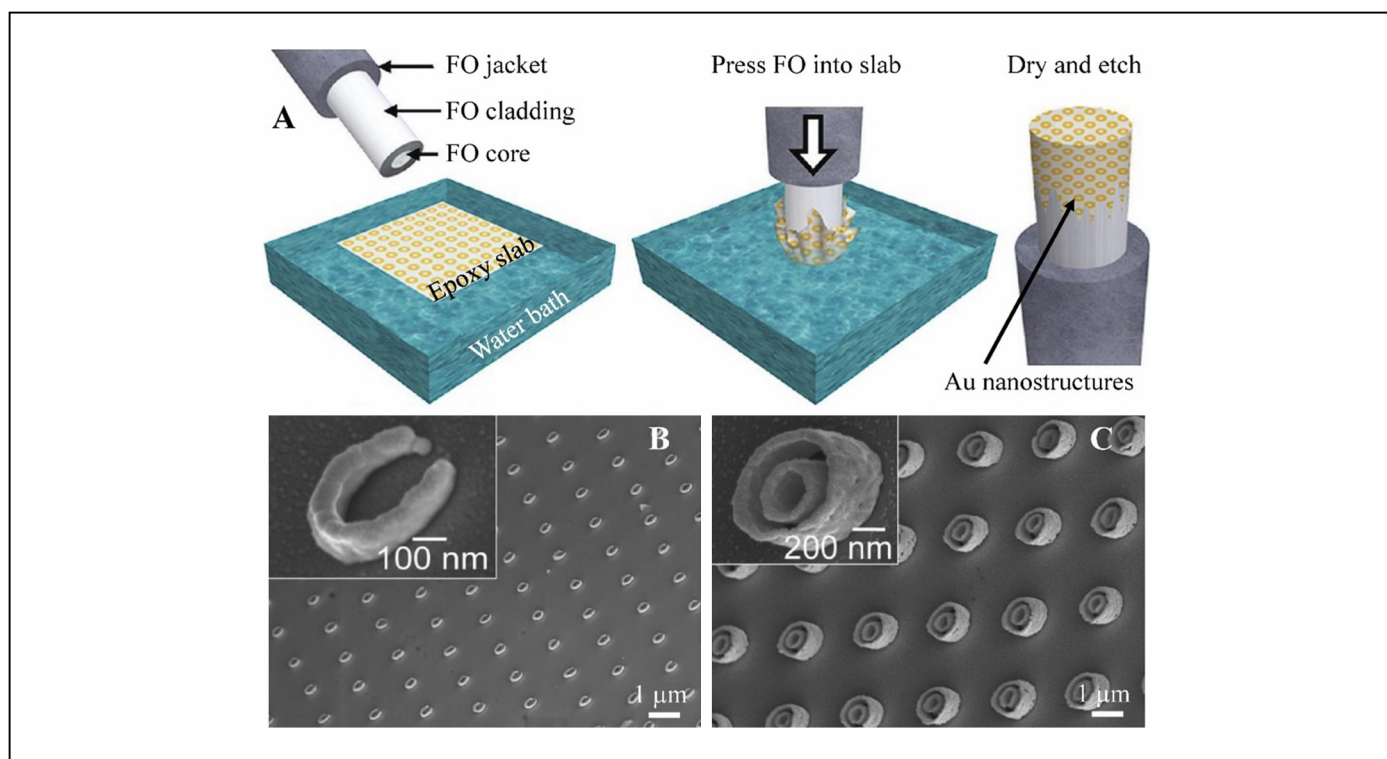 FO jacket
FO cladding
FO core
A
Epoxy slab
Water bath
Press FO into slab
Dry and etch
Au nanostructures
B
100 nm
1 μm
C
200 nm
1 μm